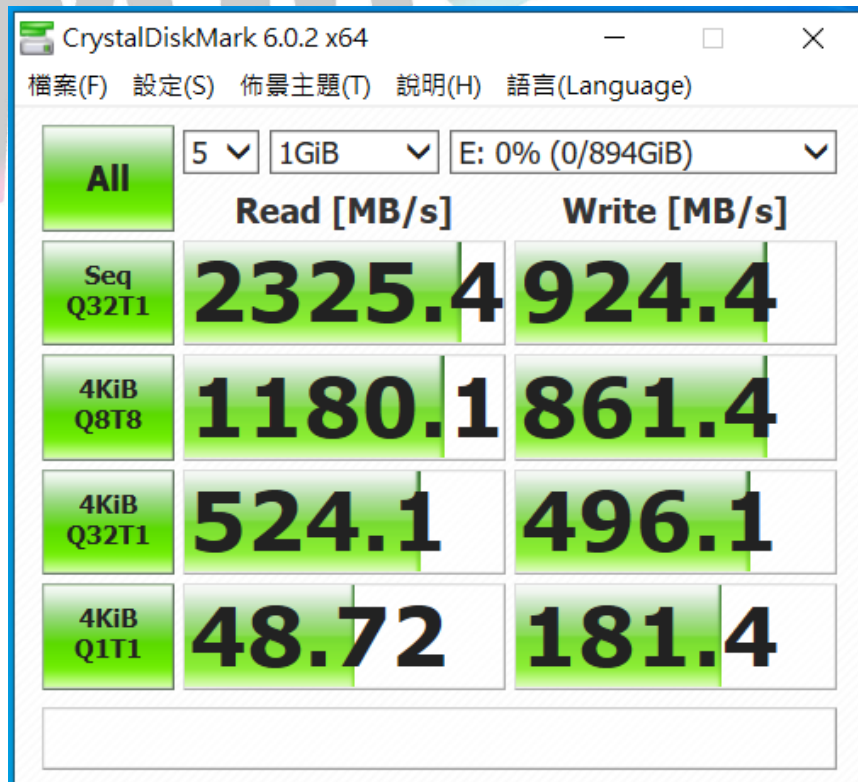 CrystalDiskMark 6.0.2 x64
檔案(F) 設定(S) 佈景主題(T) 說明(H) 語言(Language)
All 5 1GiB E: 0% (0/894GiB)
Read [MB/s] Write [MB/s]
Seq
Q32T1 2325.4 924.4
4KiB
Q8T8 1180.1 861.4
4KiB
Q32T1 524.1 496.1
4KiB
Q1T1 48.72 181.4